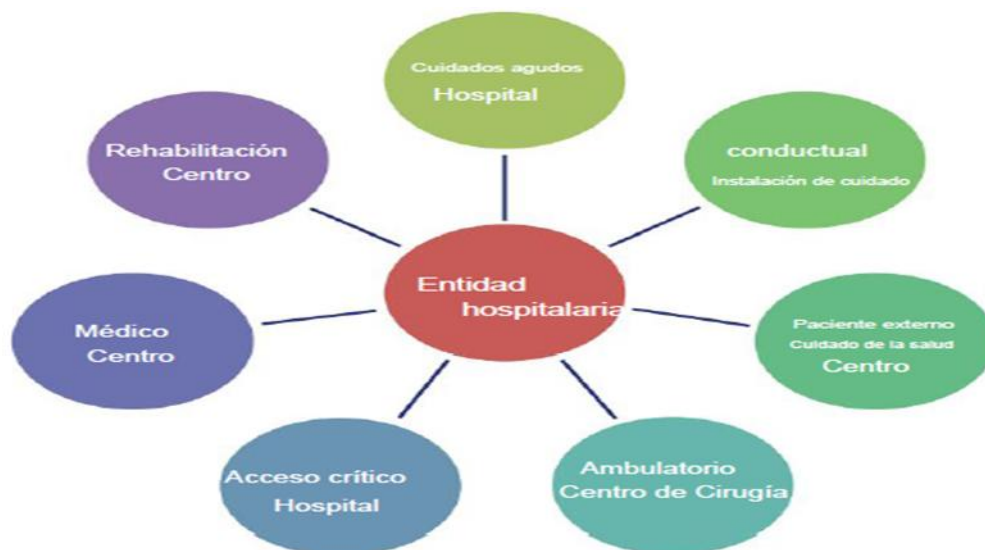 Cuidados agudos
Hospital
conductual
Instalación de cuidado
Paciente externo
Cuidado de la salud
Centro
Ambulatorio
Centro de Cirugía
Acceso crítico
Hospital
Médico
Centro
Rehabilitación
Centro
Entidad
hospitalaria